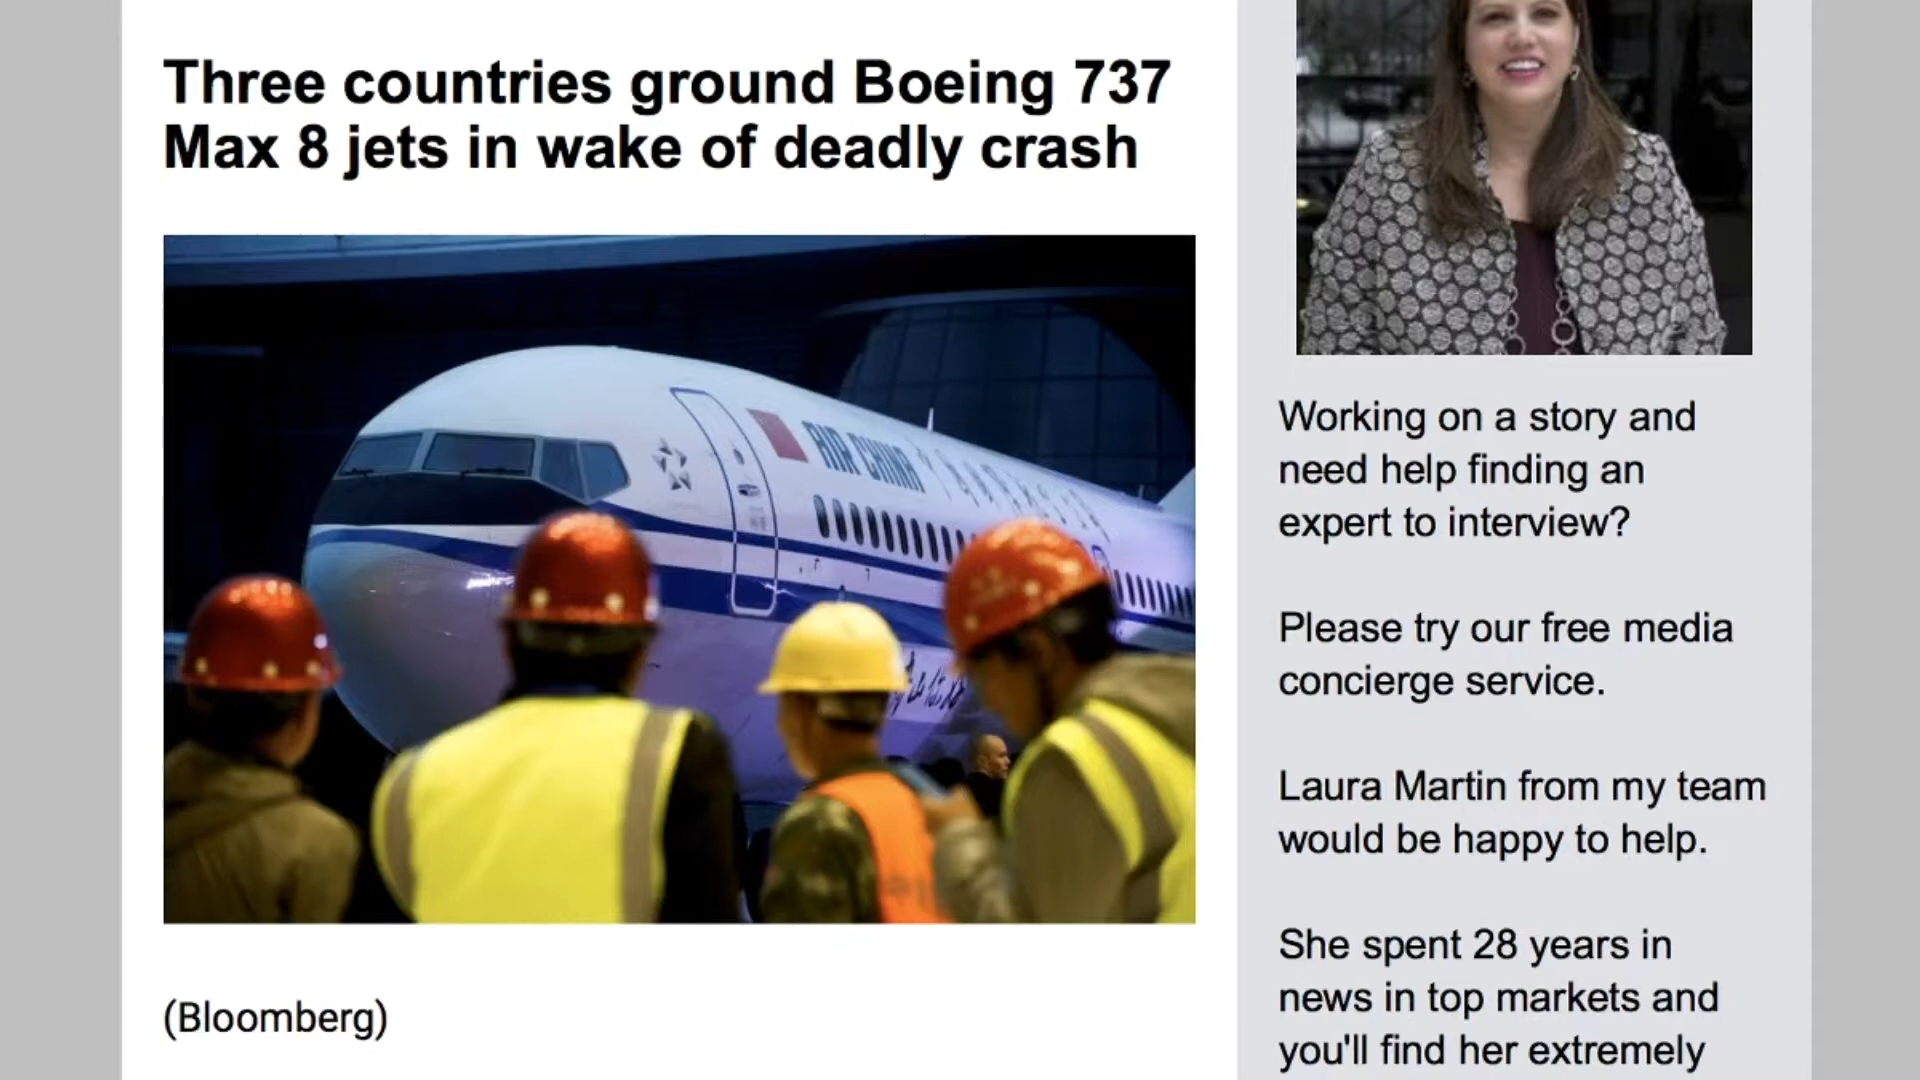 Three countries ground Boeing 737
Max 8 jets in wake of deadly crash
AIR CHINA
(Bloomberg)
Working on a story and
need help finding an
expert to interview?
Please try our free media
concierge service.
Laura Martin from my team
would be happy to help.
She spent 28 years in
news in top markets and
you'll find her extremely